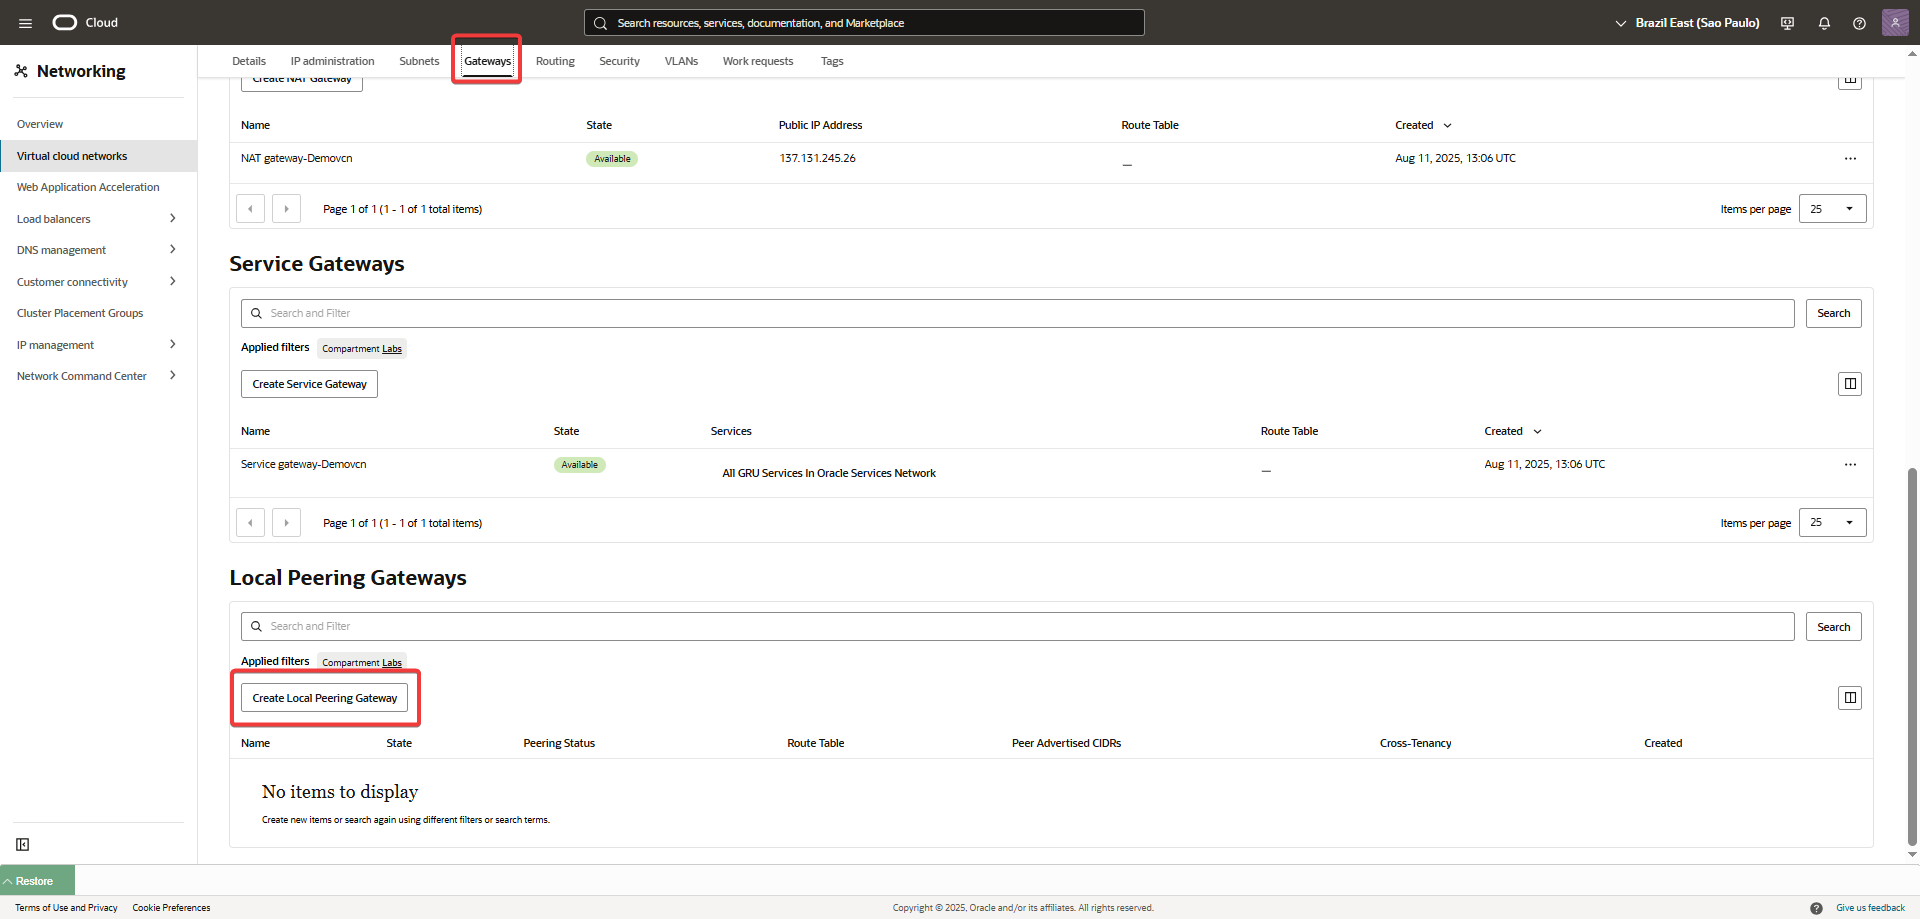 Cloud
Search resources, services, documentation, and Marketplace
Brazil East (Sao Paulo)
Networking
Overview
Virtual cloud networks
Web Application Acceleration
Load balancers
DNS management
Customer connectivity
Cluster Placement Groups
IP management
Network Command Center
Details IP administration Subnets Gateways Routing Security VLANs Work requests Tags
Create NAT Gateway
Name State Public IP Address Route Table Created
NAT gateway-Demovcn Available 137.131.245.26 — Aug 11, 2025, 13:06 UTC
Page 1 of 1 (1 - 1 of 1 total items) Items per page 25
Service Gateways
Search and Filter Search
Applied filters Compartment Labs
Create Service Gateway
Name State Services Route Table Created
Service gateway-Demovcn Available All GRU Services In Oracle Services Network — Aug 11, 2025, 13:06 UTC
Page 1 of 1 (1 - 1 of 1 total items) Items per page 25
Local Peering Gateways
Search and Filter Search
Applied filters Compartment Labs
Create Local Peering Gateway
Name State Peering Status Route Table Peer Advertised CIDRs Cross-Tenancy Created
No items to display
Create new items or search again using different filters or search terms.
Restore
Terms of Use and Privacy Cookie Preferences Copyright © 2025, Oracle and/or its affiliates. All rights reserved. Give us feedback